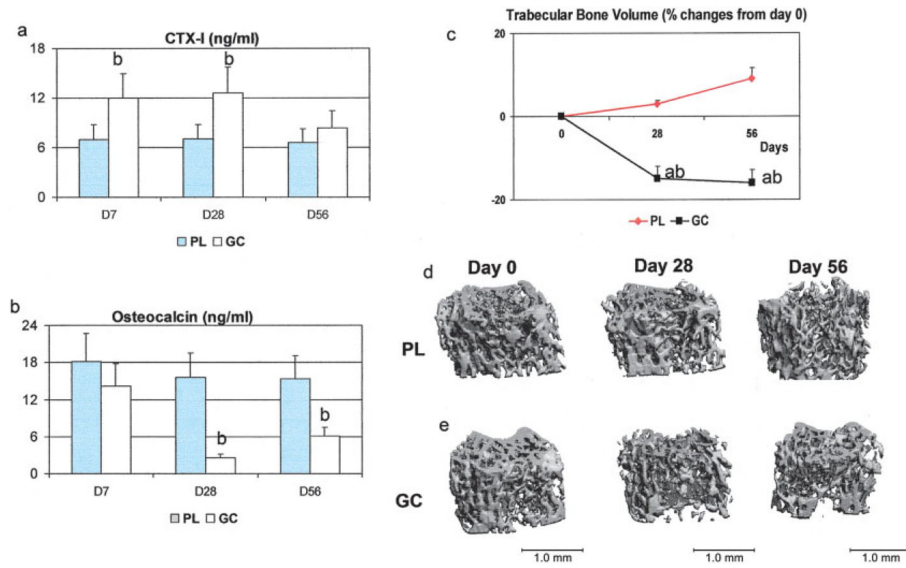 a
CTX-I (ng/ml)
18
12
6
0
b
b
D7
D28
D56
PL
GC
b
Osteocalcin (ng/ml)
24
18
12
6
0
b
b
D7
D28
D56
PL
GC
c
Trabecular Bone Volume (% changes from day 0)
20
0
-20
0
28
56
Days
ab
ab
PL
GC
d
Day 0
Day 28
Day 56
PL
e
GC
1.0 mm
1.0 mm
1.0 mm